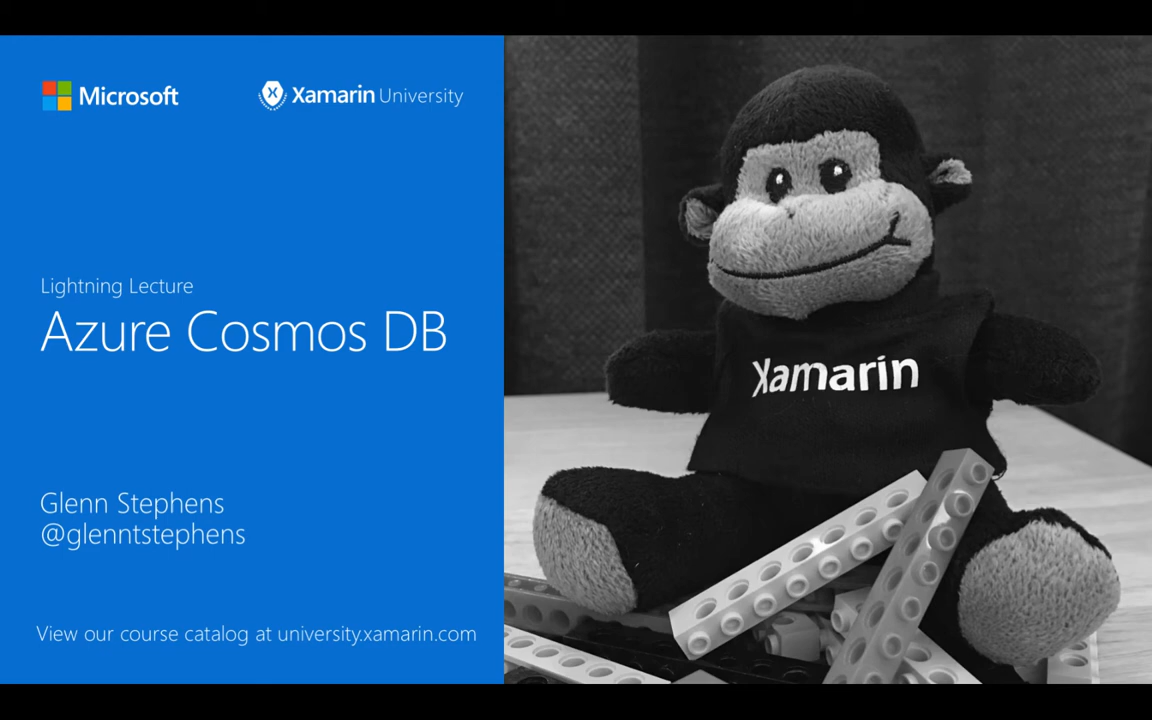 Microsoft
Xamarin University
Lightning Lecture
Azure Cosmos DB
Glenn Stephens
@glenntstephens
View our course catalog at university.xamarin.com
Xamarin